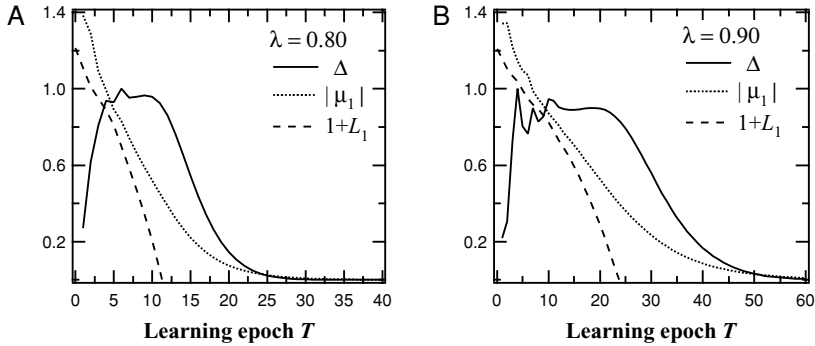 A
1.4
1.0
0.6
0.2
λ = 0.80
Δ
| μ1 |
1+L1
0 5 10 15 20 25 30 35 40
Learning epoch T
B
1.4
1.0
0.6
0.2
λ = 0.90
Δ
| μ1 |
1+L1
0 10 20 30 40 50 60
Learning epoch T